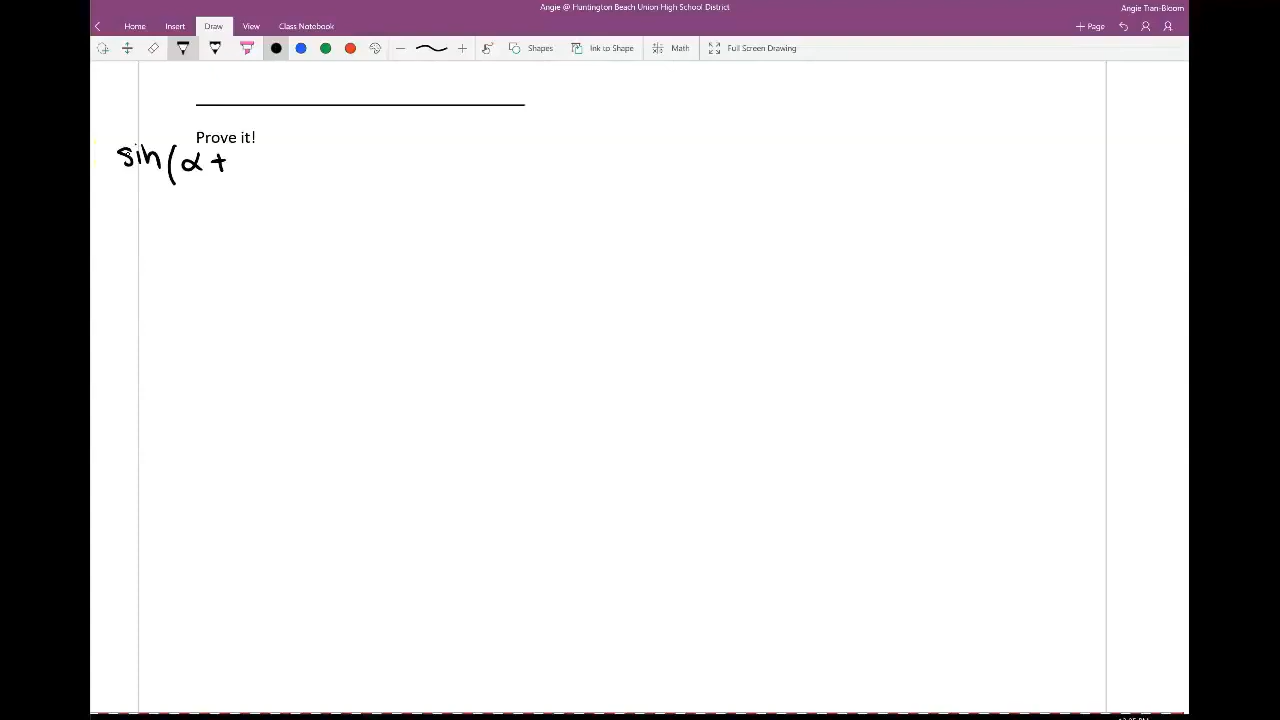 Angie @ Huntington Beach Union High School District
Angie Tran-Bloom
Home Insert Draw View Class Notebook
+ Page
Shapes Ink to Shape Math Full Screen Drawing
Prove it!
sin(α +